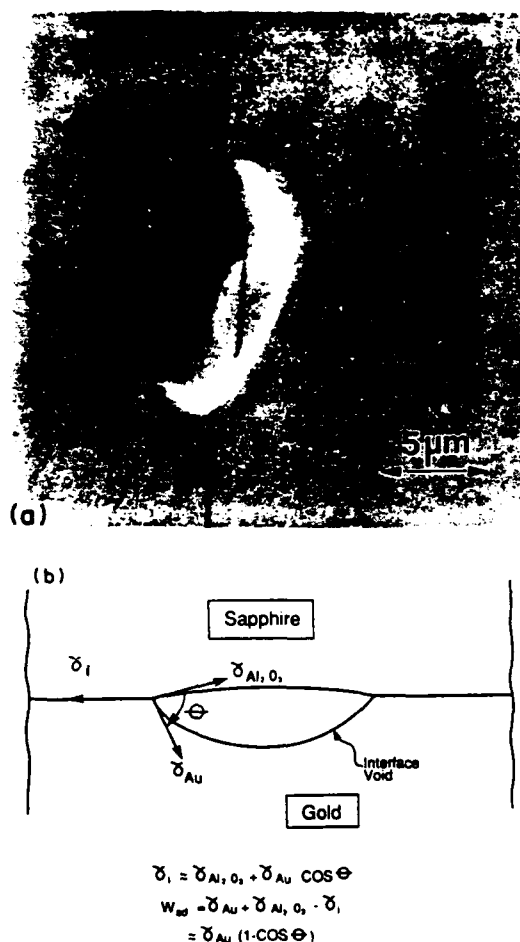 5μm
(a)
(b)
Sapphire
γi
γAl₂O₃
Θ
γAu
Interface
Void
Gold
γi ≈ γAl₂O₃ + γAu COS Θ
Wad = γAu + γAl₂O₃ - γi
≈ γAu (1-COS Θ)